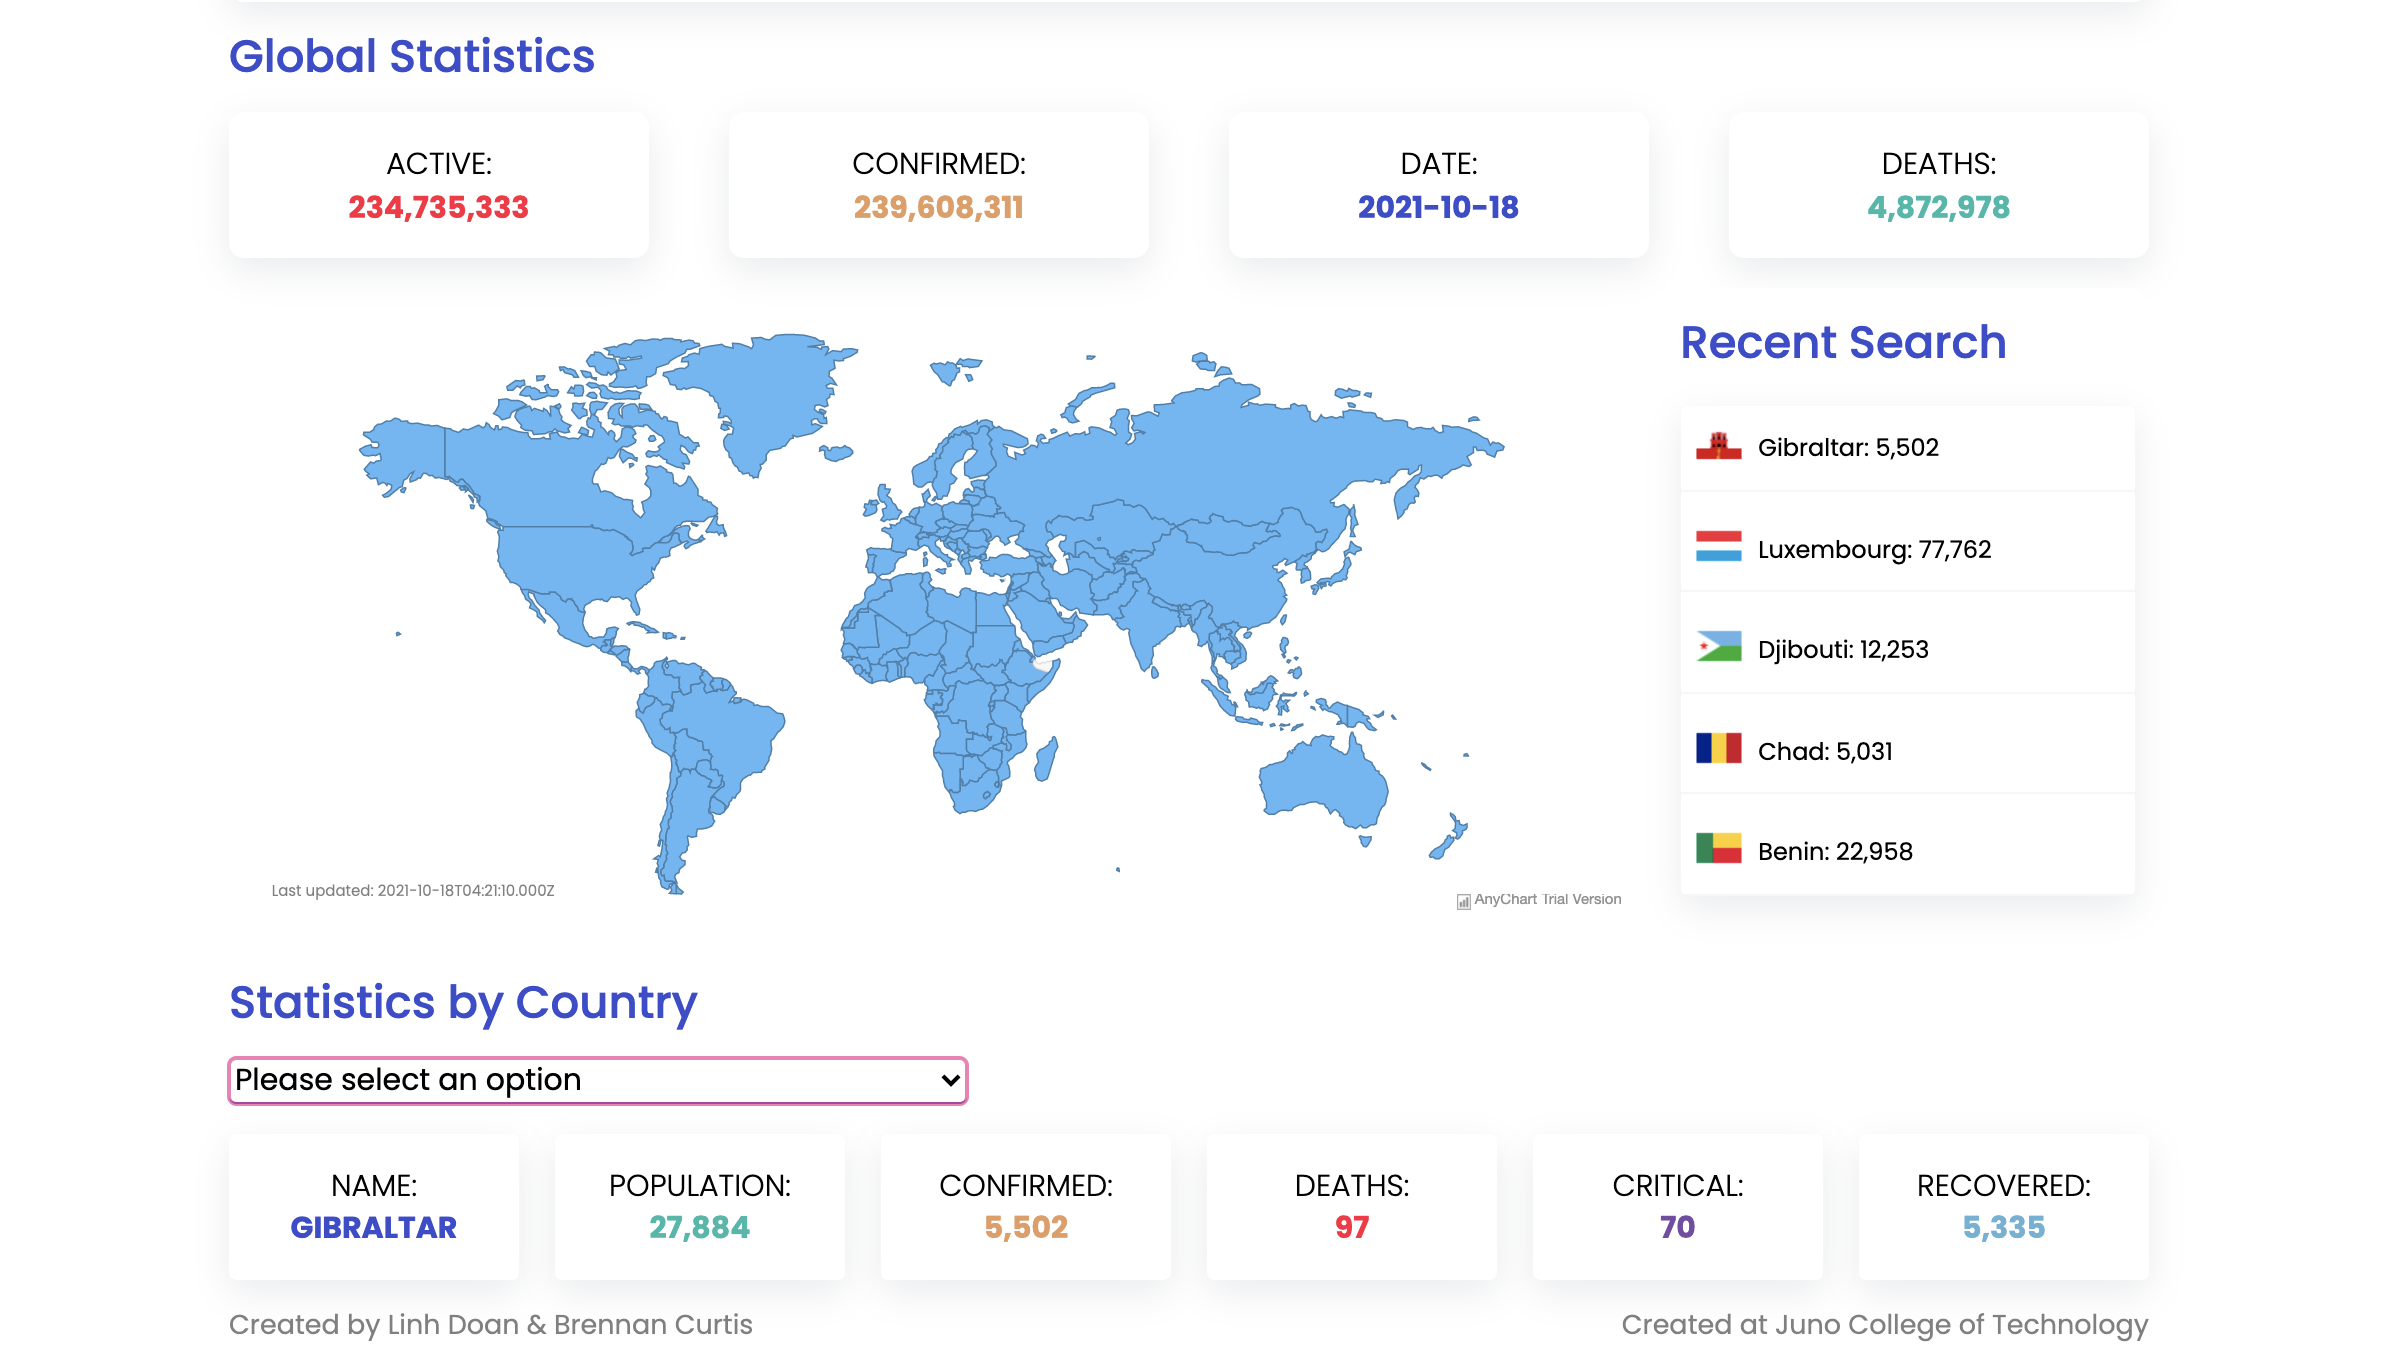 Global Statistics
ACTIVE:
234,735,333
CONFIRMED:
239,608,311
DATE:
2021-10-18
DEATHS:
4,872,978
Last updated: 2021-10-18T04:21:10.000Z
AnyChart Trial Version
Recent Search
Gibraltar: 5,502
Luxembourg: 77,762
Djibouti: 12,253
Chad: 5,031
Benin: 22,958
Statistics by Country
Please select an option
NAME:
GIBRALTAR
POPULATION:
27,884
CONFIRMED:
5,502
DEATHS:
97
CRITICAL:
70
RECOVERED:
5,335
Created by Linh Doan & Brennan Curtis
Created at Juno College of Technology